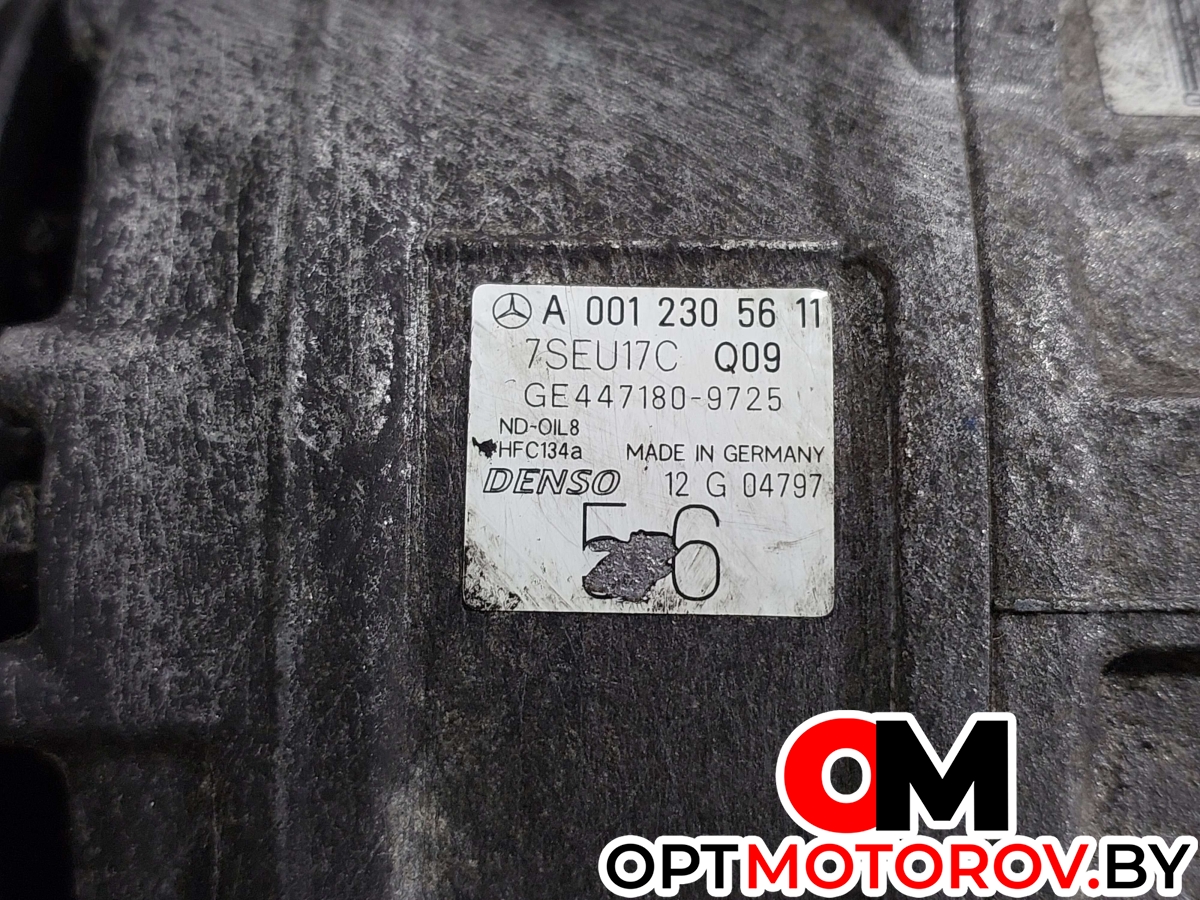 A 001 230 56 11
7SEU17C Q09
GE447180-9725
ND-OIL8
HFC134a MADE IN GERMANY
DENSO 12 G 04797
5 6
OM
OPTMOTOROV.BY